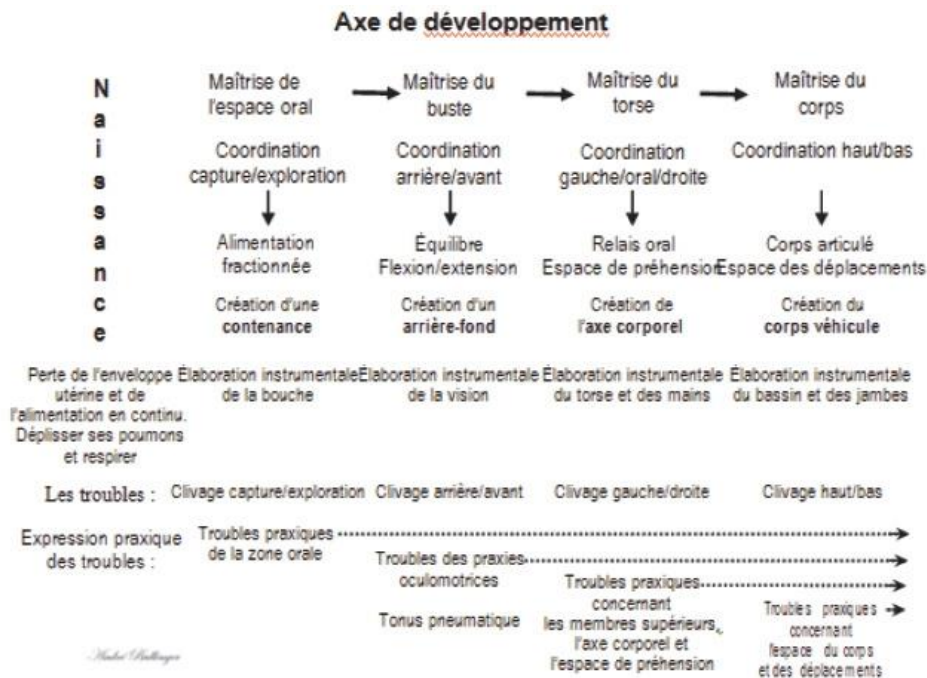 Axe de développement
Naissance
Maîtrise de
l'espace oral
Maîtrise du
buste
Maîtrise du
torse
Maîtrise du
corps
Coordination
capture/exploration
Coordination
arrière/avant
Coordination
gauche/oral/droite
Coordination haut/bas
Alimentation
fractionnée
Équilibre
Flexion/extension
Relais oral
Espace de préhension
Corps articulé
Espace des déplacements
Création d'une
contenance
Création d'un
arrière-fond
Création de
l'axe corporel
Création du
corps véhicule
Perte de l'enveloppe
utérine et de
l'alimentation en continu.
Déplisser ses poumons
et respirer
Élaboration instrumentale
de la bouche
Élaboration instrumentale
de la vision
Élaboration instrumentale
du torse et des mains
Élaboration instrumentale
du bassin et des jambes
Les troubles :
Clivage capture/exploration
Clivage arrière/avant
Clivage gauche/droite
Clivage haut/bas
Expression praxique
des troubles :
Troubles praxiques
de la zone orale
Troubles des praxies
oculomotrices
Tonus pneumatique
Troubles praxiques
concernant
les membres supérieurs,
l'axe corporel et
l'espace de préhension
Troubles praxiques
concernant
l'espace du corps
et des déplacements
André Bullinger